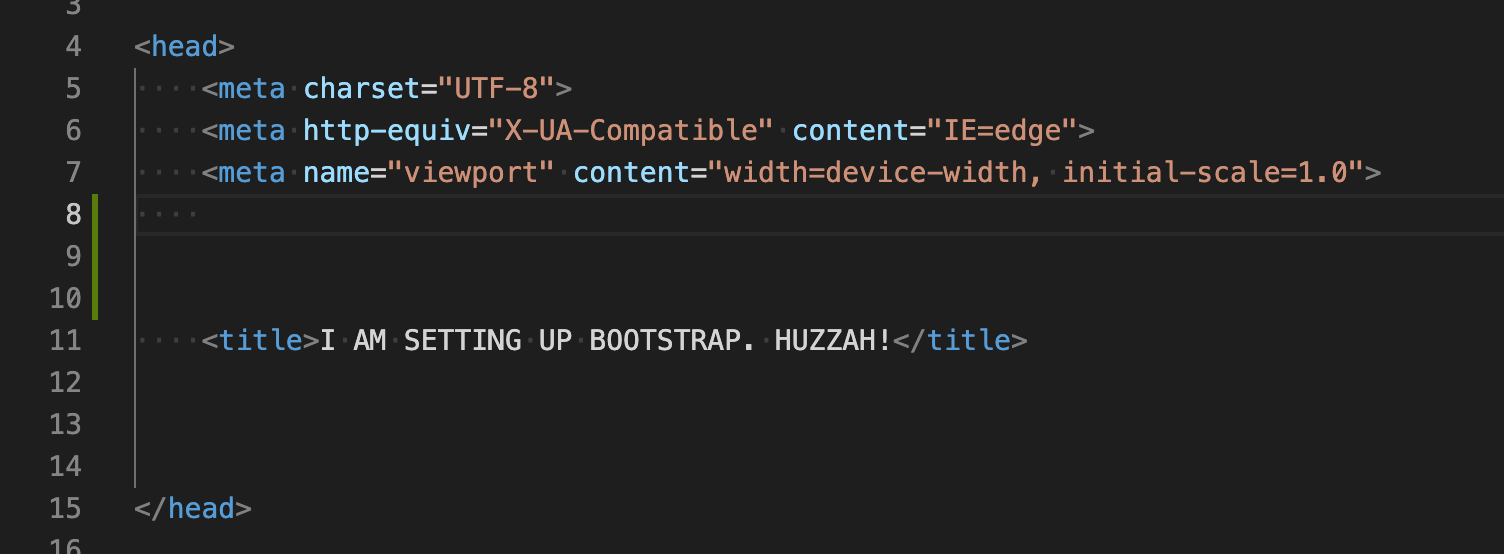 3
4 <head>
5 <meta charset="UTF-8">
6 <meta http-equiv="X-UA-Compatible" content="IE=edge">
7 <meta name="viewport" content="width=device-width, initial-scale=1.0">
8
9
10
11 <title>I AM SETTING UP BOOTSTRAP. HUZZAH!</title>
12
13
14
15 </head>
16